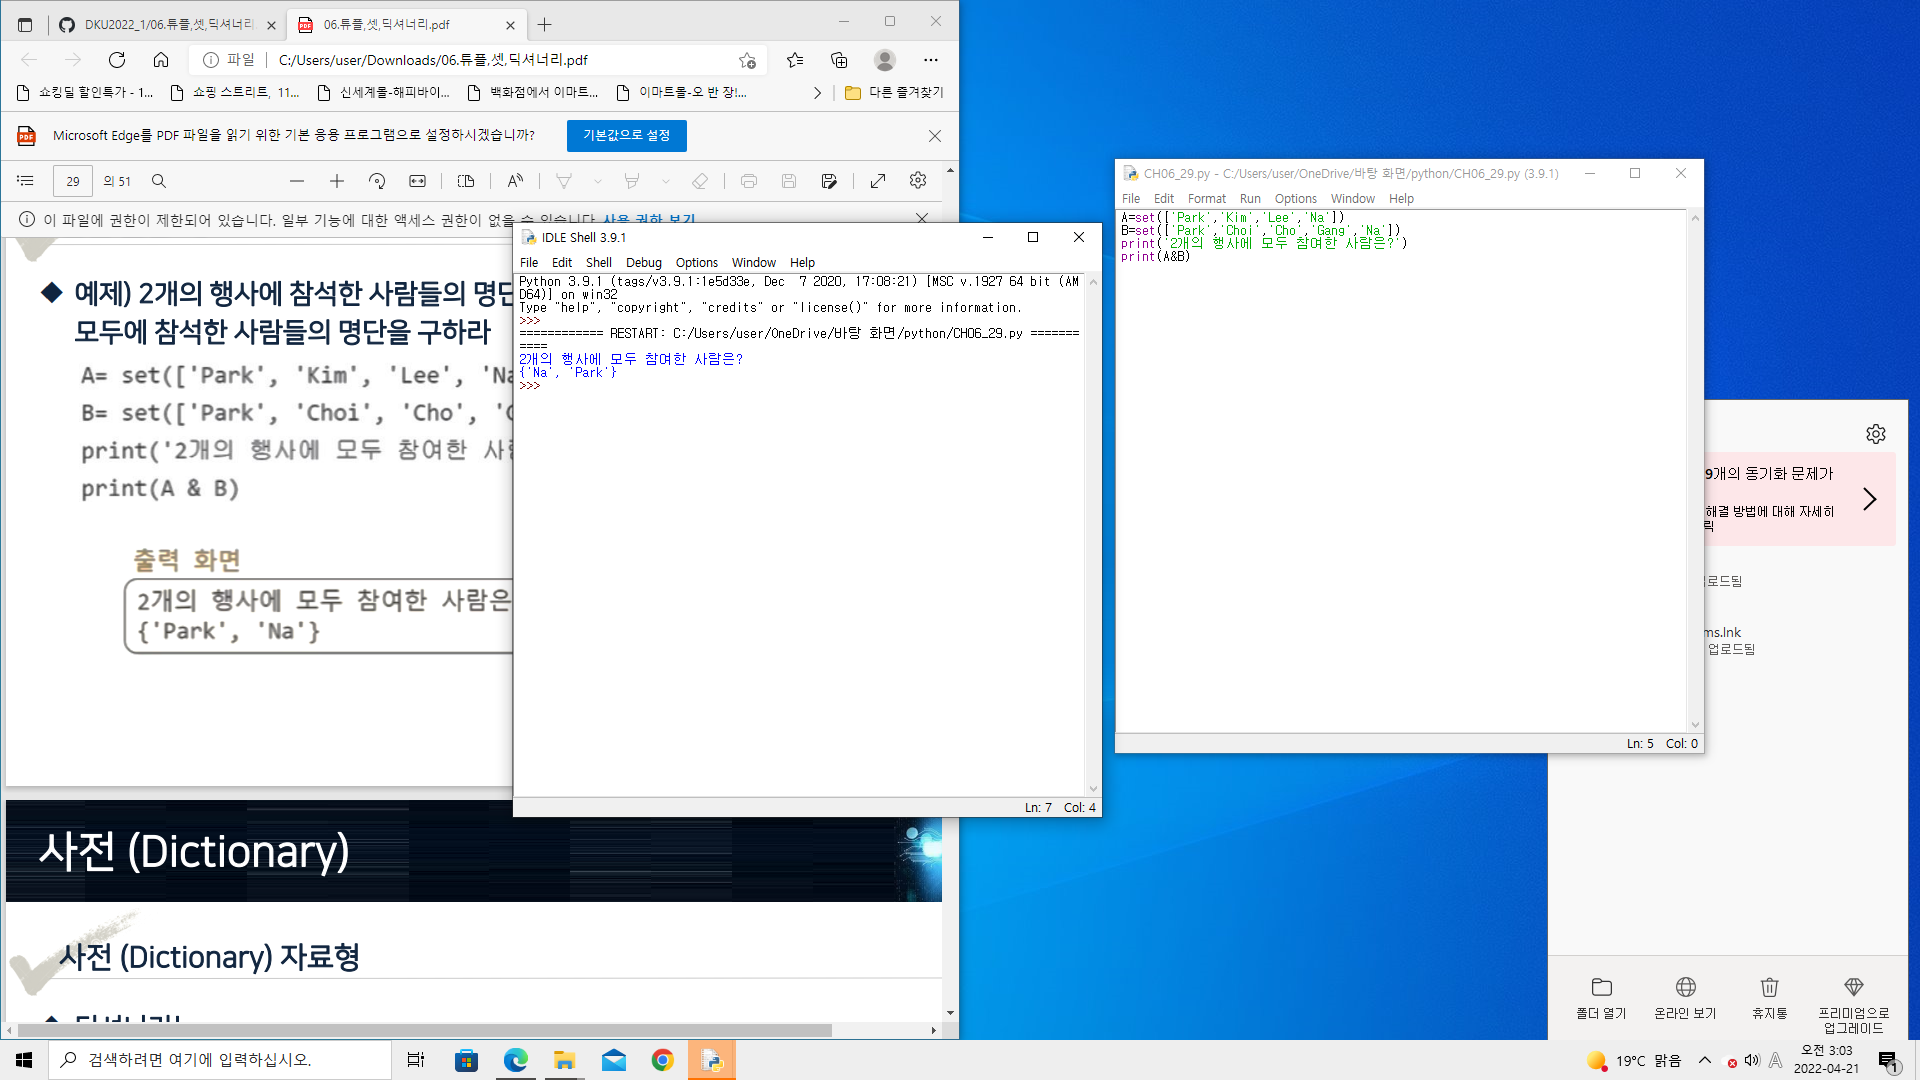 DKU2022_1/06.튜플,셋,딕셔너리.
06.튜플,셋,딕셔너리.pdf
파일
C:/Users/user/Downloads/06.튜플,셋,딕셔너리.pdf
쇼킹딜 할인특가 - 1...
쇼핑 스트리트, 11...
신세계몰-해피바이...
백화점에서 이마트...
이마트몰-오 반 장!...
다른 즐겨찾기
Microsoft Edge를 PDF 파일을 읽기 위한 기본 응용 프로그램으로 설정하시겠습니까?
기본값으로 설정
29 의 51
이 파일에 권한이 제한되어 있습니다. 일부 기능에 대한 액세스 권한이 없을 수 있습니다. 사용 권한 보기
예제) 2개의 행사에 참석한 사람들의 명단
모두에 참석한 사람들의 명단을 구하라
A= set(['Park', 'Kim', 'Lee', 'Na
B= set(['Park', 'Choi', 'Cho', '
print('2개의 행사에 모두 참여한
print(A & B)
출력 화면
2개의 행사에 모두 참여한 사람은
{'Park', 'Na'}
사전 (Dictionary)
사전 (Dictionary) 자료형
IDLE Shell 3.9.1
File Edit Shell Debug Options Window Help
Python 3.9.1 (tags/v3.9.1:1e5d33e, Dec  7 2020, 17:08:21) [MSC v.1927 64 bit (AM
D64)] on win32
Type "help", "copyright", "credits" or "license()" for more information.
>>>
============ RESTART: C:/Users/user/OneDrive/바탕 화면/python/CH06_29.py =======
====
2개의 행사에 모두 참여한 사람은?
{'Na', 'Park'}
>>>
Ln: 7 Col: 4
CH06_29.py - C:/Users/user/OneDrive/바탕 화면/python/CH06_29.py (3.9.1)
File Edit Format Run Options Window Help
A=set(['Park','Kim','Lee','Na'])
B=set(['Park','Choi','Cho','Gang','Na'])
print('2개의 행사에 모두 참여한 사람은?')
print(A&B)
Ln: 5 Col: 0
9개의 동기화 문제가
해결 방법에 대해 자세히
릭
로드됨
ms.lnk
업로드됨
폴더 열기
온라인 보기
휴지통
프리미엄으로
업그레이드
검색하려면 여기에 입력하십시오.
19°C 맑음
A
오전 3:03
2022-04-21
1